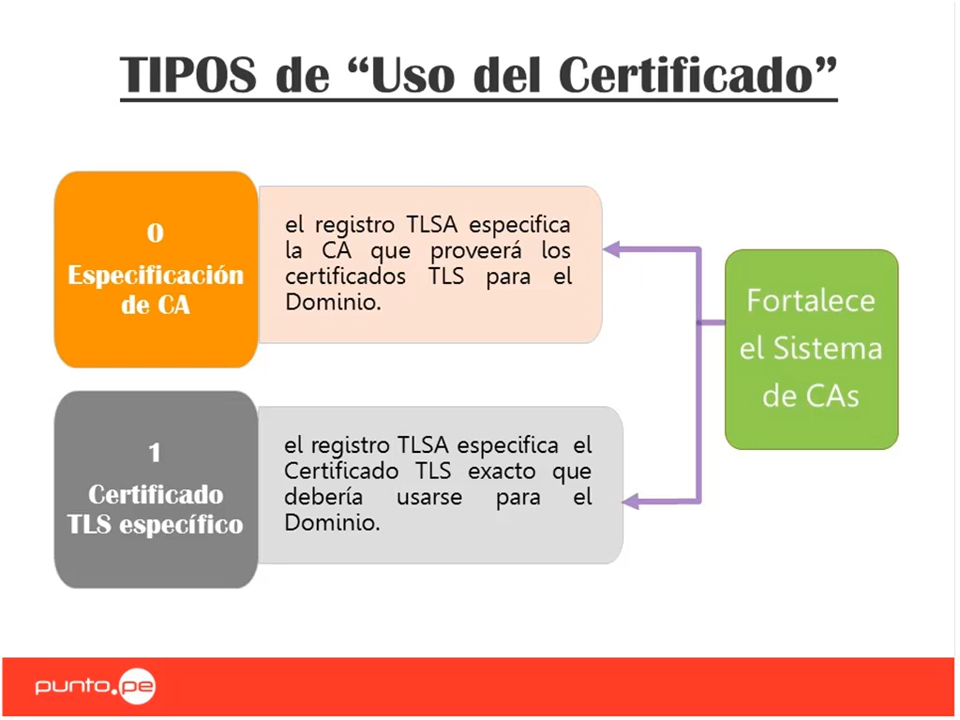 TIPOS de “Uso del Certificado”
0
Especificación
de CA
el registro TLSA especifica
la CA que proveerá los
certificados TLS para el
Dominio.
1
Certificado
TLS específico
el registro TLSA especifica el
Certificado TLS exacto que
debería usarse para el
Dominio.
Fortalece
el Sistema
de CAs
punto.pe